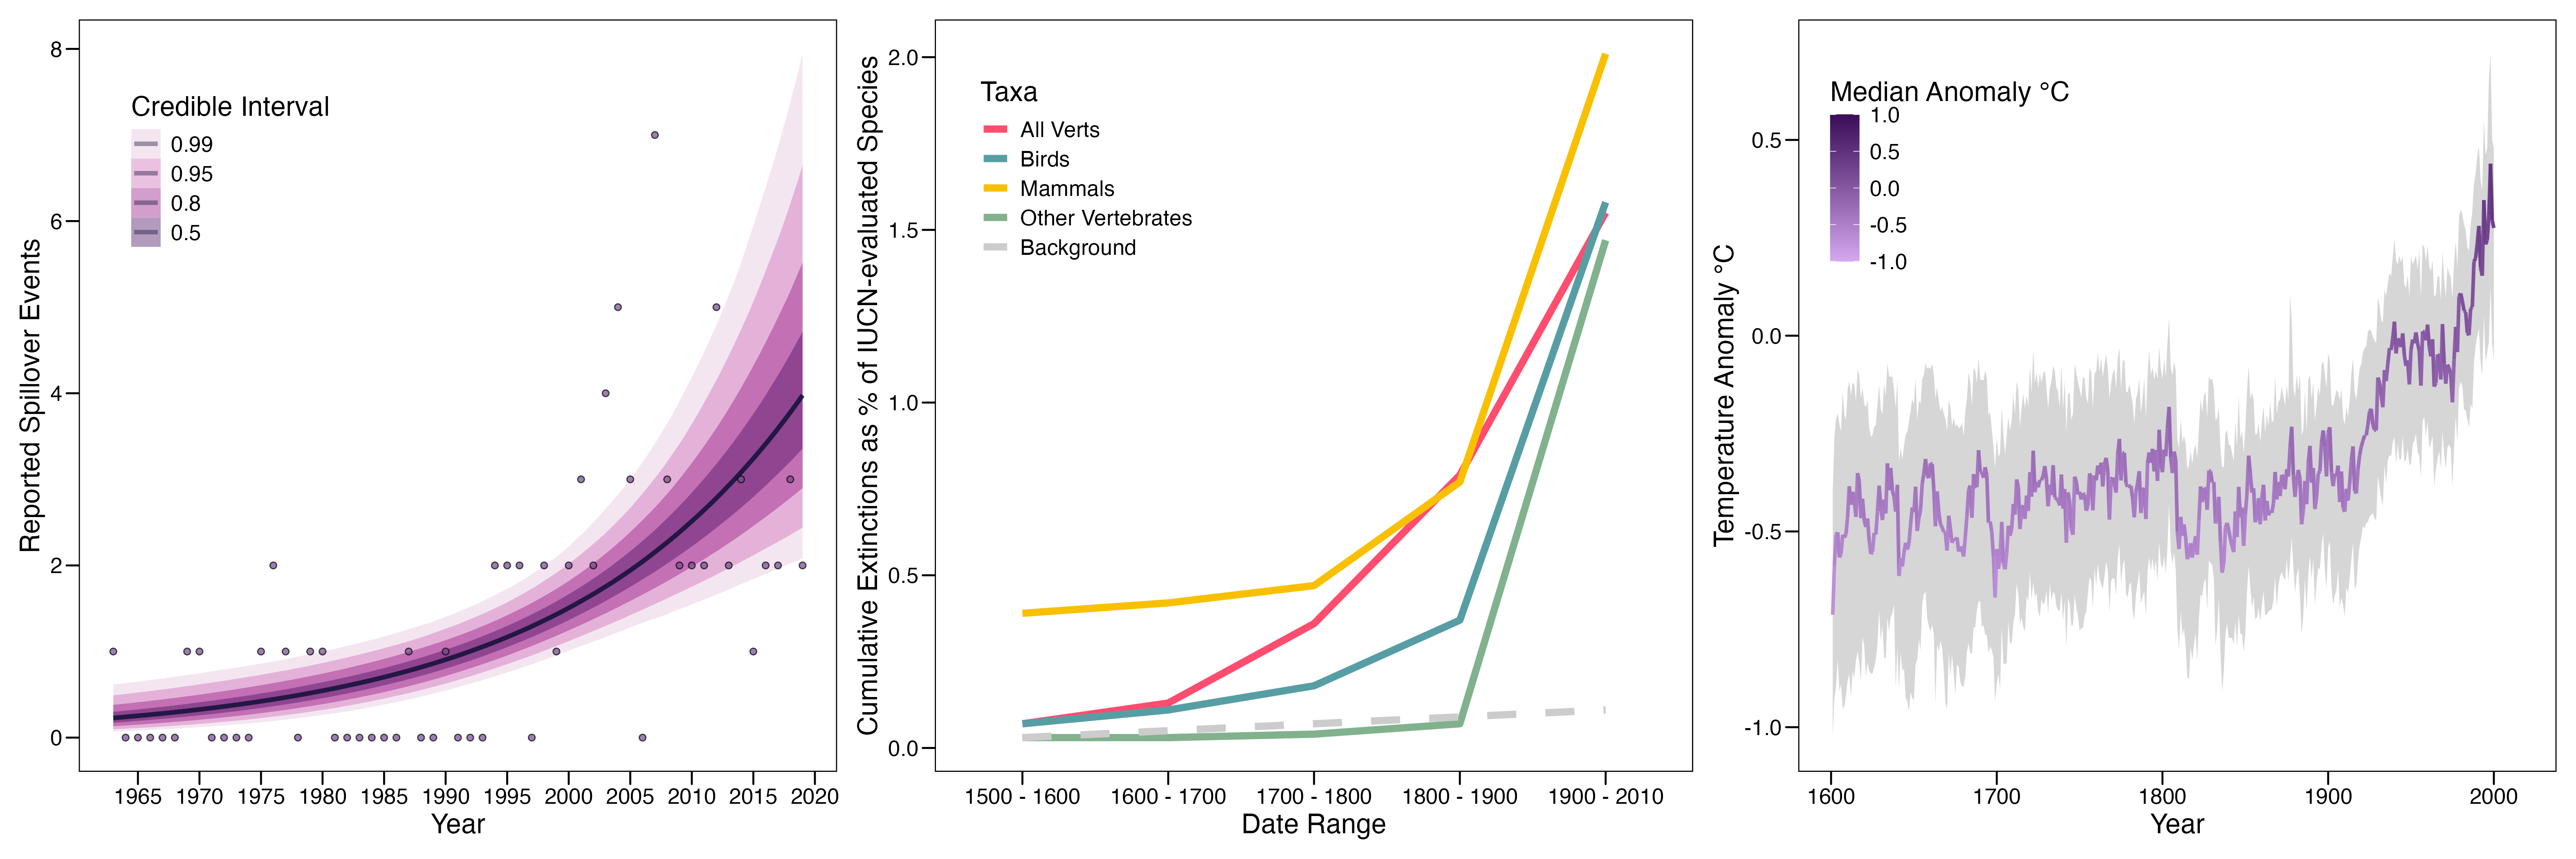 Reported Spillover Events
8
6
4
2
0
Credible Interval
0.99
0.95
0.8
0.5
1965 1970 1975 1980 1985 1990 1995 2000 2005 2010 2015 2020
Year
Cumulative Extinctions as % of IUCN-evaluated Species
2.0
1.5
1.0
0.5
0.0
Taxa
All Verts
Birds
Mammals
Other Vertebrates
Background
1500 - 1600 1600 - 1700 1700 - 1800 1800 - 1900 1900 - 2010
Date Range
Temperature Anomaly °C
0.5
0.0
-0.5
-1.0
Median Anomaly °C
1.0
0.5
0.0
-0.5
-1.0
1600 1700 1800 1900 2000
Year